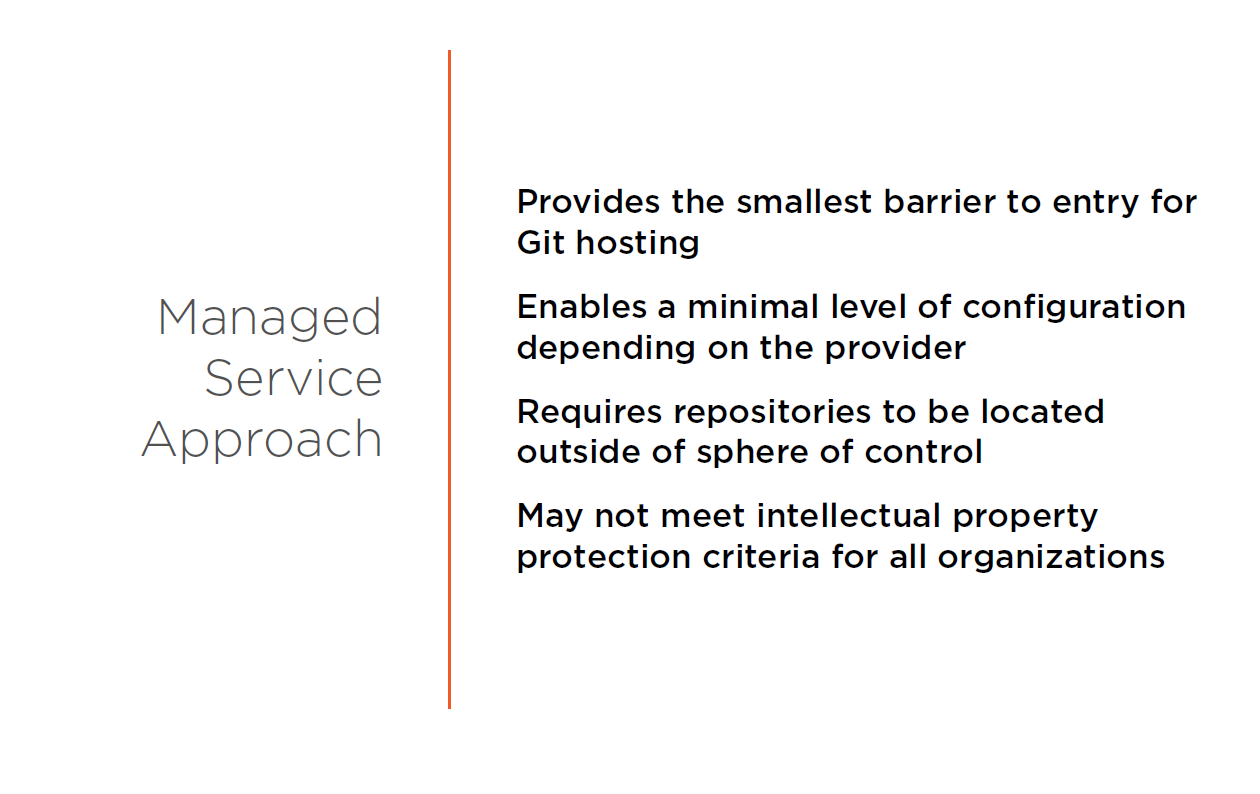 Managed
Service
Approach
Provides the smallest barrier to entry for
Git hosting
Enables a minimal level of configuration
depending on the provider
Requires repositories to be located
outside of sphere of control
May not meet intellectual property
protection criteria for all organizations